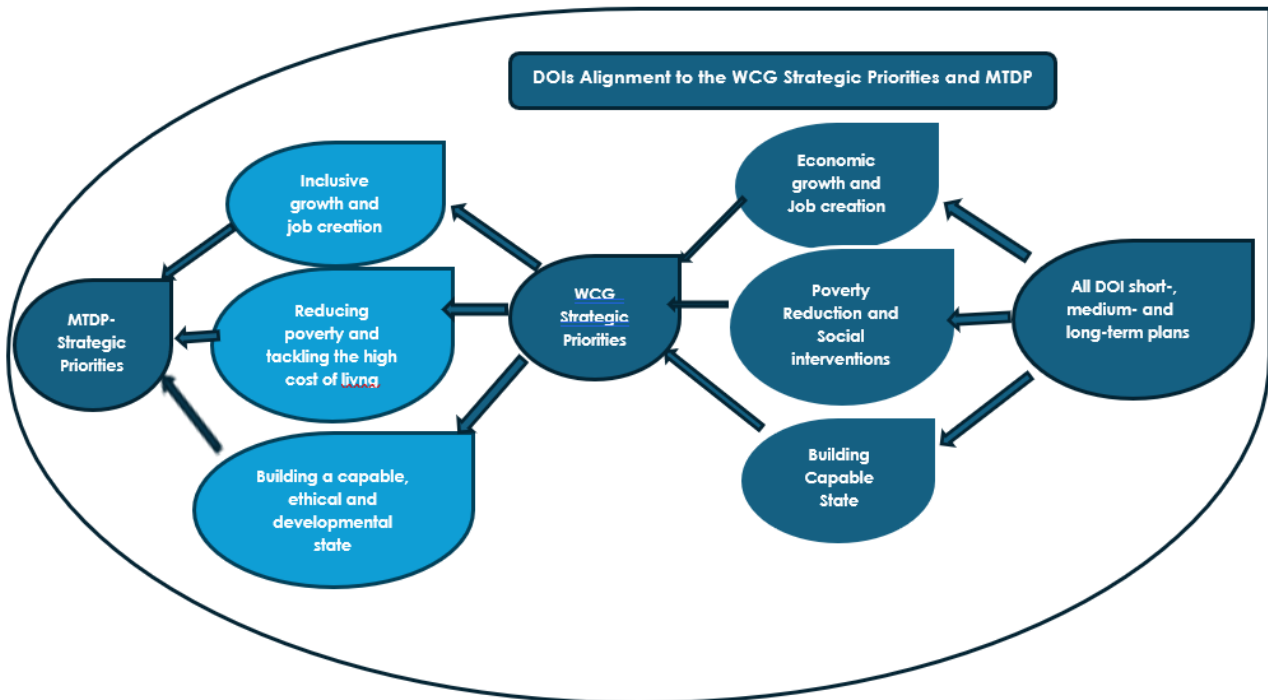 DOIs Alignment to the WCG Strategic Priorities and MTDP
Inclusive
growth and
job creation
Economic
growth and
Job creation
MTDP-
Strategic
Priorities
Reducing
poverty and
tackling the high
cost of livng
WCG
Strategic
Priorities
Poverty
Reduction and
Social
interventions
All DOI short-,
medium- and
long-term plans
Building a capable,
ethical and
developmental
state
Building
Capable
State